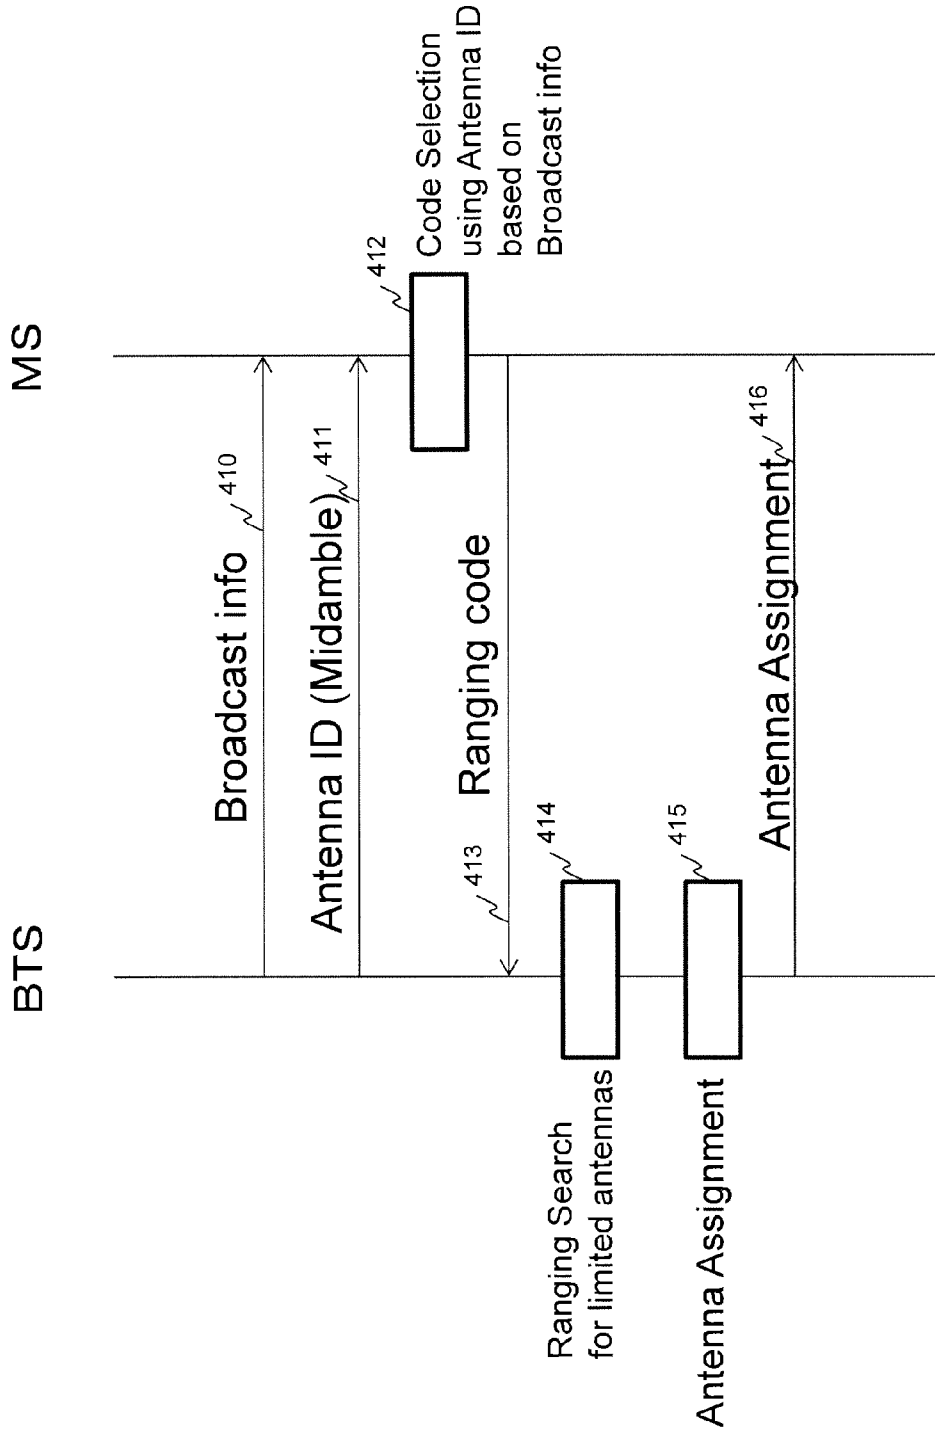 BTS
MS
Broadcast info
410
Antenna ID (Midamble)
411
412
Code Selection
using Antenna ID
based on
Broadcast info
413
Ranging code
Ranging Search
for limited antennas
414
Antenna Assignment
415
Antenna Assignment
416